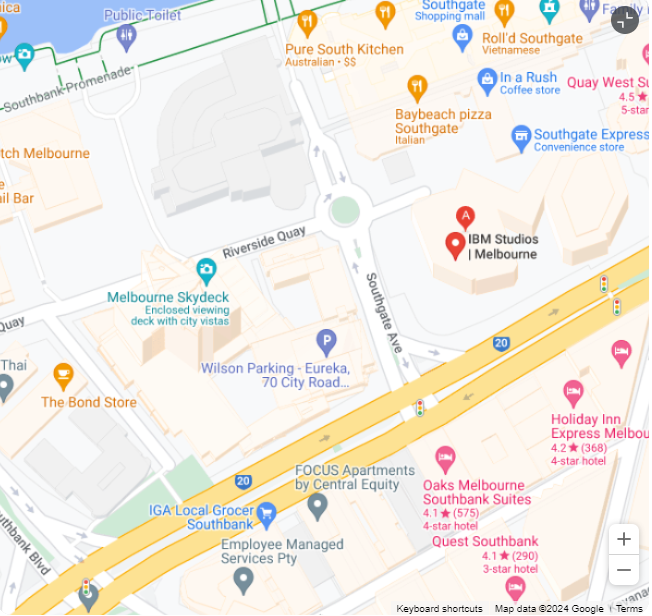 Public Toilet
Southgate
Shopping mall
Family
Roll'd Southgate
Vietnamese
Pure South Kitchen
Australian • $$
Southbank Promenade
In a Rush
Coffee store
Quay West Su
4.5★
5-star
Baybeach pizza
Southgate
Italian
Southgate Express
Convenience store
tch Melbourne
ail Bar
A
IBM Studios
| Melbourne
Riverside Quay
Melbourne Skydeck
Enclosed viewing
deck with city vistas
Southgate Ave
Quay
20
P
Wilson Parking - Eureka,
70 City Road...
Thai
The Bond Store
Holiday Inn
Express Melbou
4.2★(368)
4-star hotel
FOCUS Apartments
by Central Equity
Oaks Melbourne
Southbank Suites
4.1★(575)
4-star hotel
20
IGA Local Grocer
Southbank
Employee Managed
Services Pty
Quest Southbank
4.1★(290)
3-star hotel
uthbank Blvd
+
−
Keyboard shortcuts
Map data ©2024 Google
Terms